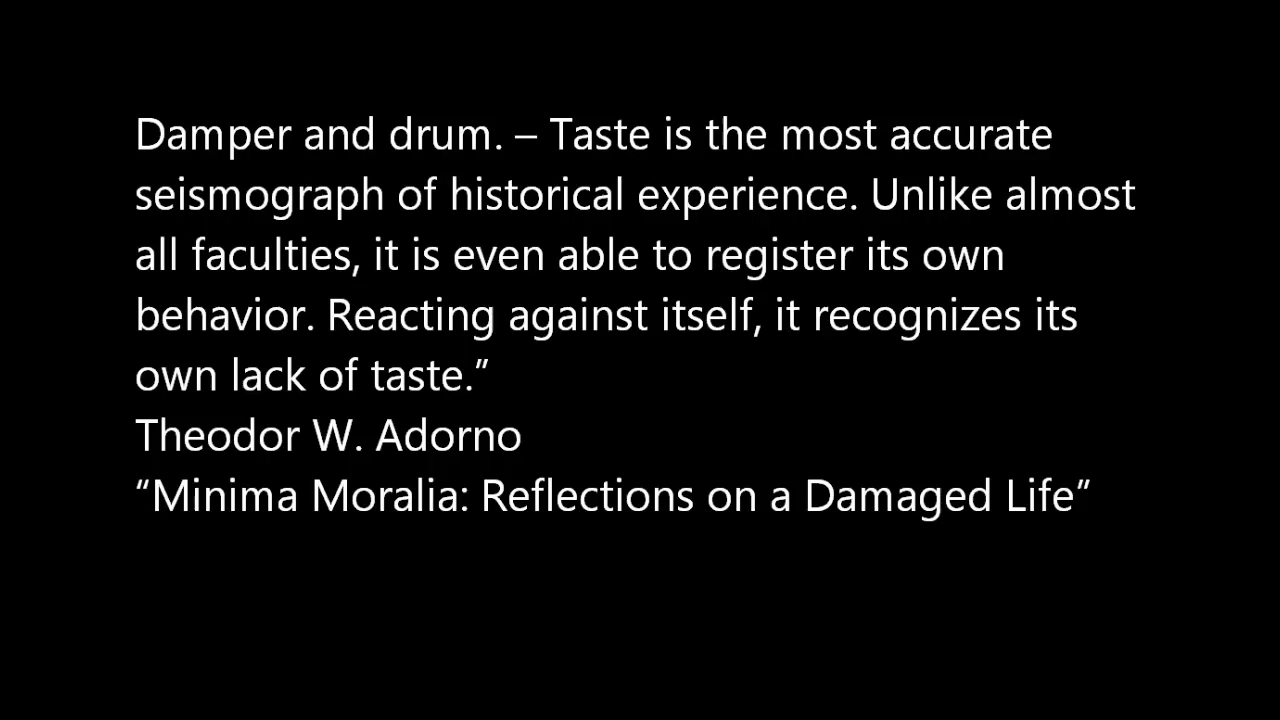 Damper and drum. – Taste is the most accurate
seismograph of historical experience. Unlike almost
all faculties, it is even able to register its own
behavior. Reacting against itself, it recognizes its
own lack of taste.”
Theodor W. Adorno
“Minima Moralia: Reflections on a Damaged Life”